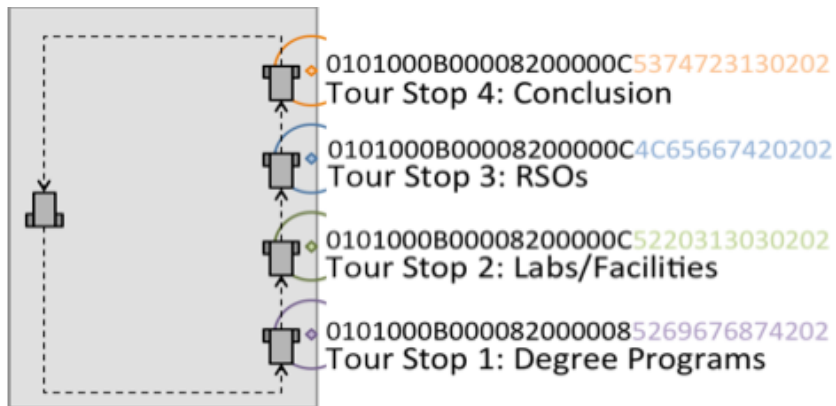 0101000B00008200000C5374723130202
Tour Stop 4: Conclusion
0101000B00008200000C4C65667420202
Tour Stop 3: RSOs
0101000B00008200000C5220313030202
Tour Stop 2: Labs/Facilities
0101000B0000820000085269676874202
Tour Stop 1: Degree Programs